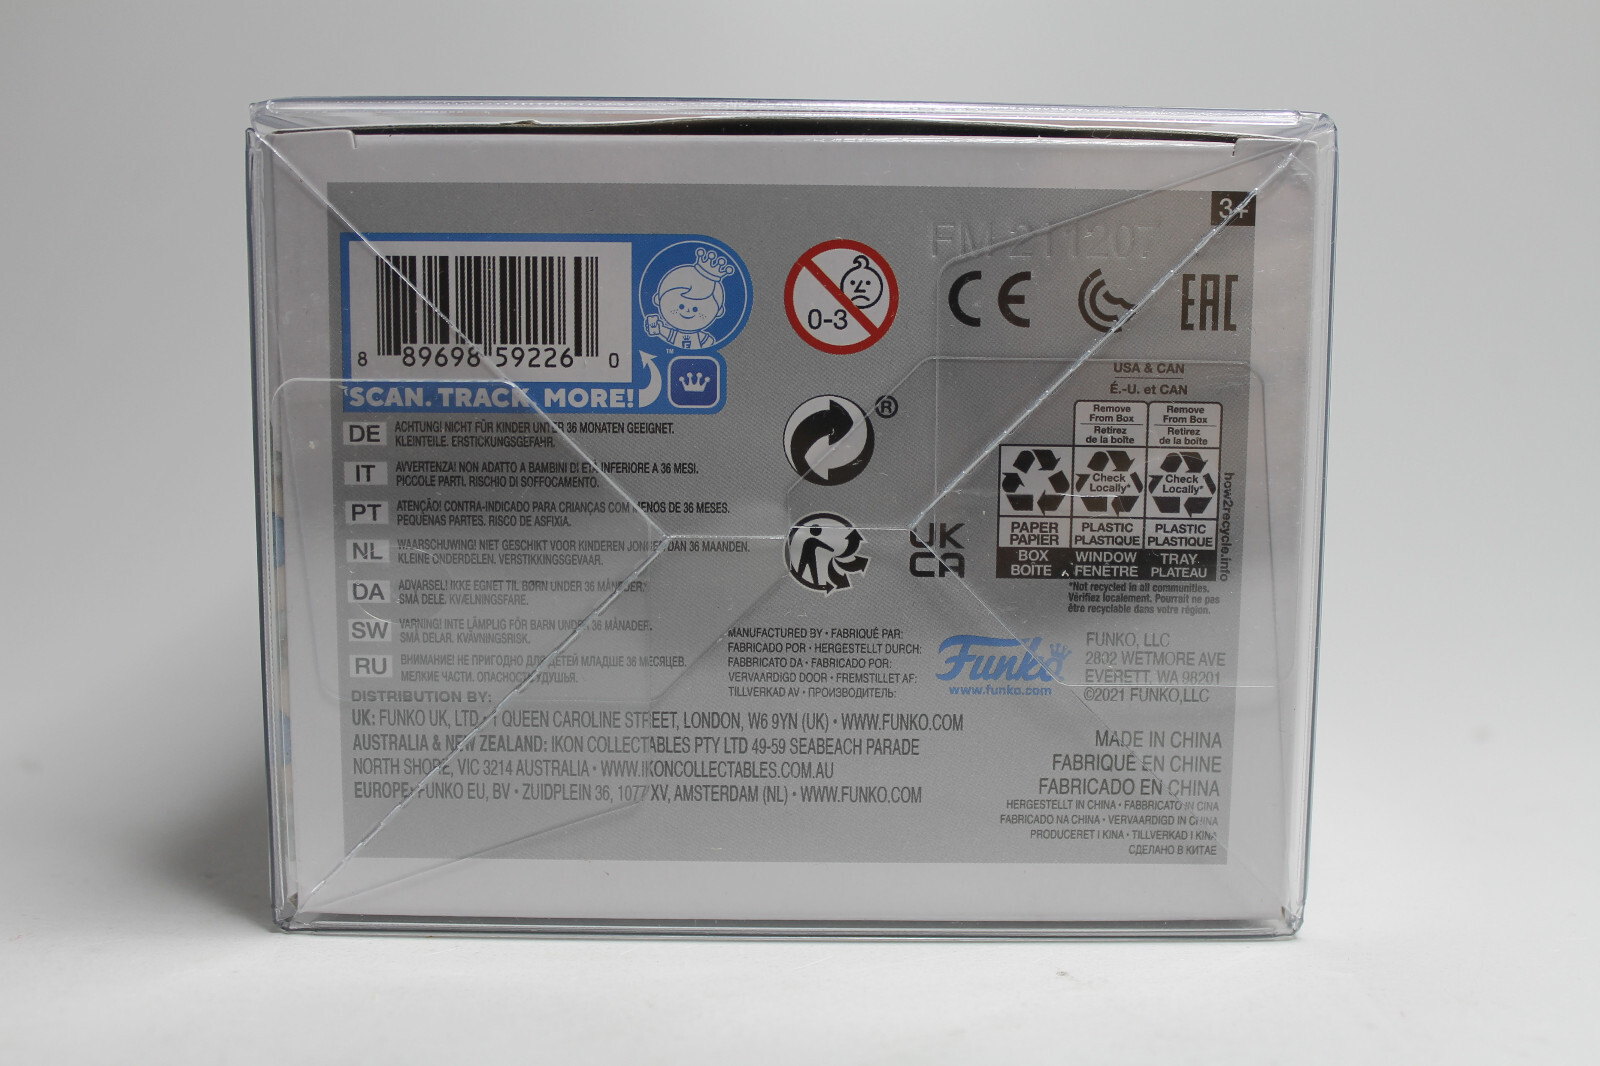 3+
FM-211207
8 89698 59226 0
™
SCAN. TRACK. MORE!
0-3
CE
EAC
DE ACHTUNG! NICHT FÜR KINDER UNTER 36 MONATEN GEEIGNET.
KLEINTEILE. ERSTICKUNGSGEFAHR.
IT AVVERTENZA! NON ADATTO A BAMBINI DI ETÀ INFERIORE A 36 MESI.
PICCOLE PARTI. RISCHIO DI SOFFOCAMENTO.
PT ATENÇÃO! CONTRA-INDICADO PARA CRIANÇAS COM MENOS DE 36 MESES.
PEQUENAS PARTES. RISCO DE ASFIXIA.
NL WAARSCHUWING! NIET GESCHIKT VOOR KINDEREN JONGER DAN 36 MAANDEN.
KLEINE ONDERDELEN. VERSTIKKINGSGEVAAR.
DA ADVARSEL! IKKE EGNET TIL BØRN UNDER 36 MÅNEDER.
SMÅ DELE. KVÆLNINGSFARE.
SW VARNING! INTE LÄMPLIG FÖR BARN UNDER 36 MÅNADER.
SMÅ DELAR. KVÄVNINGSRISK.
RU ВНИМАНИЕ! НЕ ПРИГОДНО ДЛЯ ДЕТЕЙ МЛАДШЕ 36 МЕСЯЦЕВ.
МЕЛКИЕ ЧАСТИ. ОПАСНОСТЬ УДУШЬЯ.
®
UK
CA
USA & CAN
É.-U. et CAN
Remove From Box
Retirez de la boîte
Remove From Box
Retirez de la boîte
Check Locally*
Check Locally*
PAPER PAPIER
PLASTIC PLASTIQUE
PLASTIC PLASTIQUE
BOX BOÎTE
WINDOW FENÊTRE
TRAY PLATEAU
how2recycle.info
*Not recycled in all communities.
Vérifiez localement. Pourrait ne pas
être recyclable dans votre région.
MANUFACTURED BY • FABRIQUÉ PAR:
FABRICADO POR: • HERGESTELLT DURCH:
FABBRICATO DA • FABRICADO POR:
VERVAARDIGD DOOR • FREMSTILLET AF:
TILLVERKAD AV • ПРОИЗВОДИТЕЛЬ:
Funko
www.funko.com
FUNKO, LLC
2802 WETMORE AVE
EVERETT, WA 98201
©2021 FUNKO, LLC
DISTRIBUTION BY:
UK: FUNKO UK, LTD • 1 QUEEN CAROLINE STREET, LONDON, W6 9YN (UK) • WWW.FUNKO.COM
AUSTRALIA & NEW ZEALAND: IKON COLLECTABLES PTY LTD 49-59 SEABEACH PARADE
NORTH SHORE, VIC 3214 AUSTRALIA • WWW.IKONCOLLECTABLES.COM.AU
EUROPE: FUNKO EU, BV • ZUIDPLEIN 36, 1077 XV, AMSTERDAM (NL) • WWW.FUNKO.COM
MADE IN CHINA
FABRIQUÉ EN CHINE
FABRICADO EN CHINA
HERGESTELLT IN CHINA • FABBRICATO IN CINA
FABRICADO NA CHINA • VERVAARDIGD IN CHINA
PRODUCERET I KINA • TILLVERKAD I KINA
СДЕЛАНО В КИТАЕ